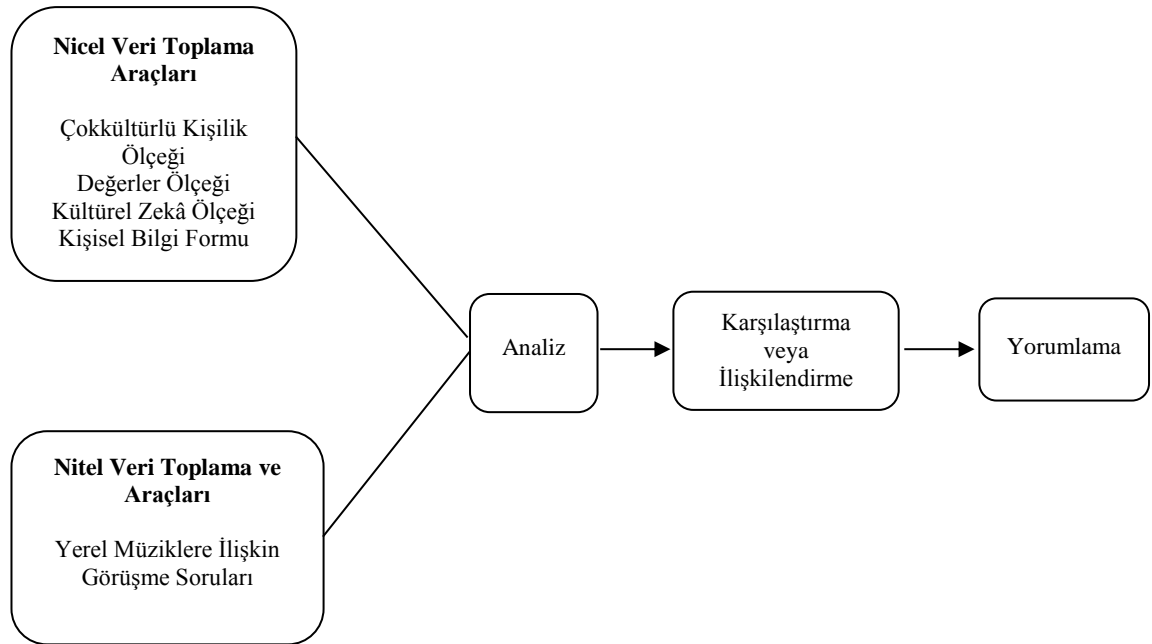 Nicel Veri Toplama
Araçları
Çokkültürlü Kişilik
Ölçeği
Değerler Ölçeği
Kültürel Zekâ Ölçeği
Kişisel Bilgi Formu
Analiz
Karşılaştırma
veya
İlişkilendirme
Yorumlama
Nitel Veri Toplama ve
Araçları
Yerel Müziklere İlişkin
Görüşme Soruları